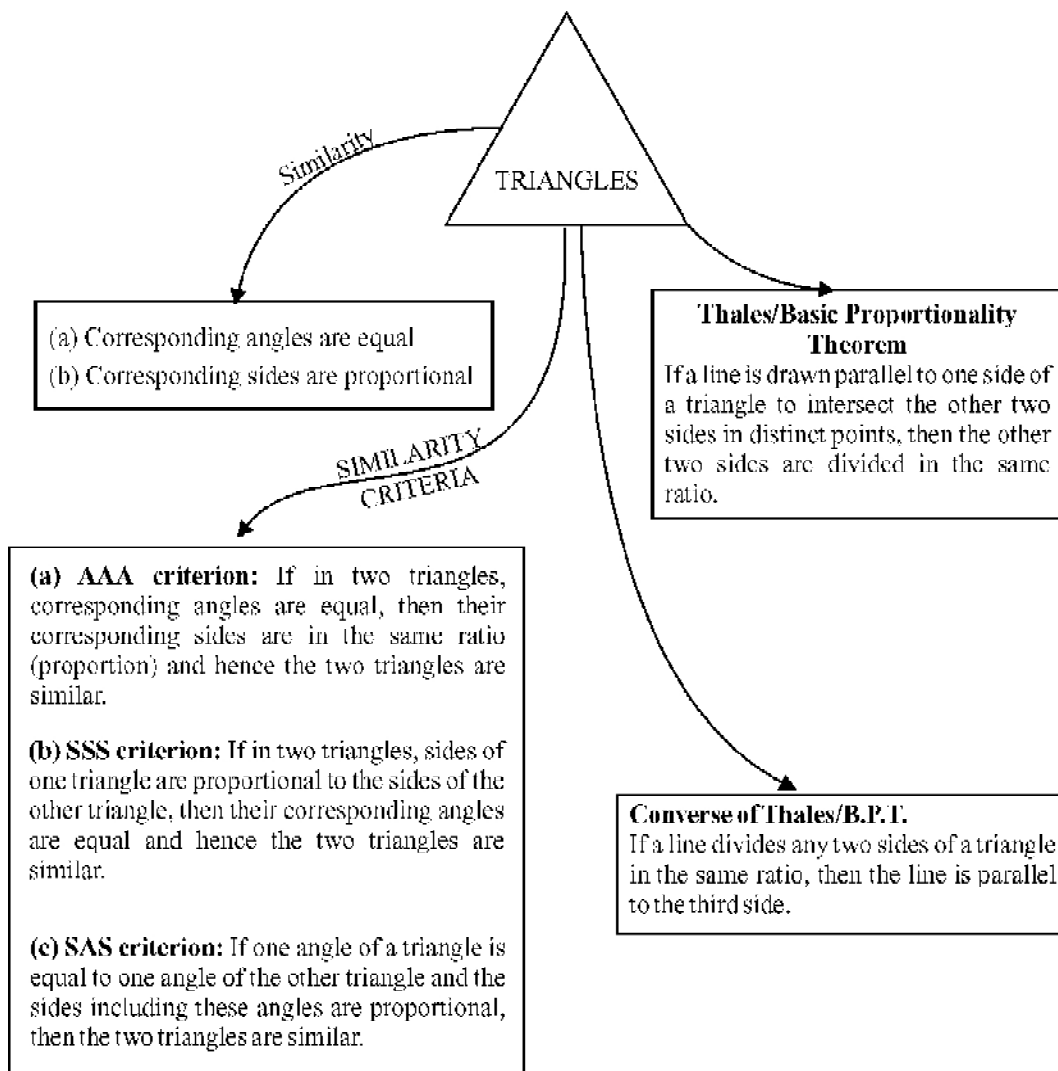 TRIANGLES
Similarity
(a) Corresponding angles are equal
(b) Corresponding sides are proportional
Thales/Basic Proportionality
Theorem
If a line is drawn parallel to one side of
a triangle to intersect the other two
sides in distinct points, then the other
two sides are divided in the same
ratio.
SIMILARITY
CRITERIA
(a) AAA criterion: If in two triangles,
corresponding angles are equal, then their
corresponding sides are in the same ratio
(proportion) and hence the two triangles are
similar.
(b) SSS criterion: If in two triangles, sides of
one triangle are proportional to the sides of the
other triangle, then their corresponding angles
are equal and hence the two triangles are
similar.
(c) SAS criterion: If one angle of a triangle is
equal to one angle of the other triangle and the
sides including these angles are proportional,
then the two triangles are similar.
Converse of Thales/B.P.T.
If a line divides any two sides of a triangle
in the same ratio, then the line is parallel
to the third side.